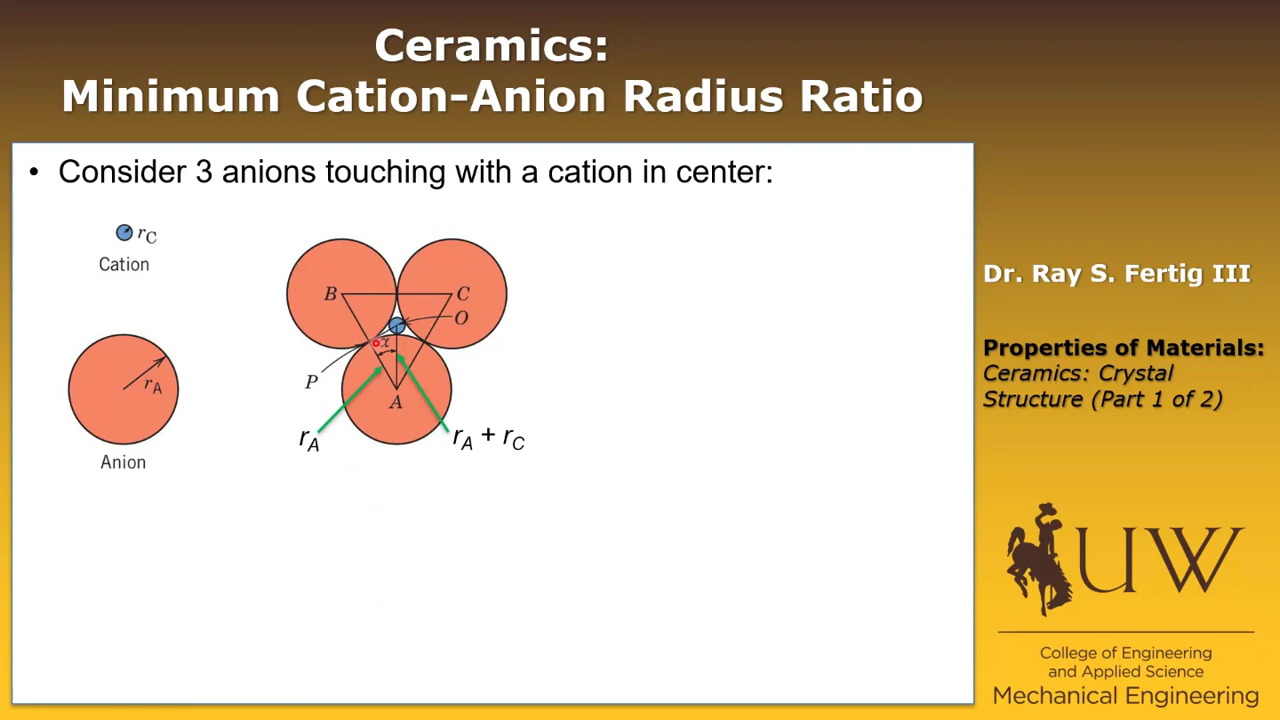 Ceramics:
Minimum Cation-Anion Radius Ratio
• Consider 3 anions touching with a cation in center:
rC
Cation
rA
Anion
B
C
O
α
P
A
rA
rA + rC
Dr. Ray S. Fertig III
Properties of Materials:
Ceramics: Crystal
Structure (Part 1 of 2)
UW
College of Engineering
and Applied Science
Mechanical Engineering